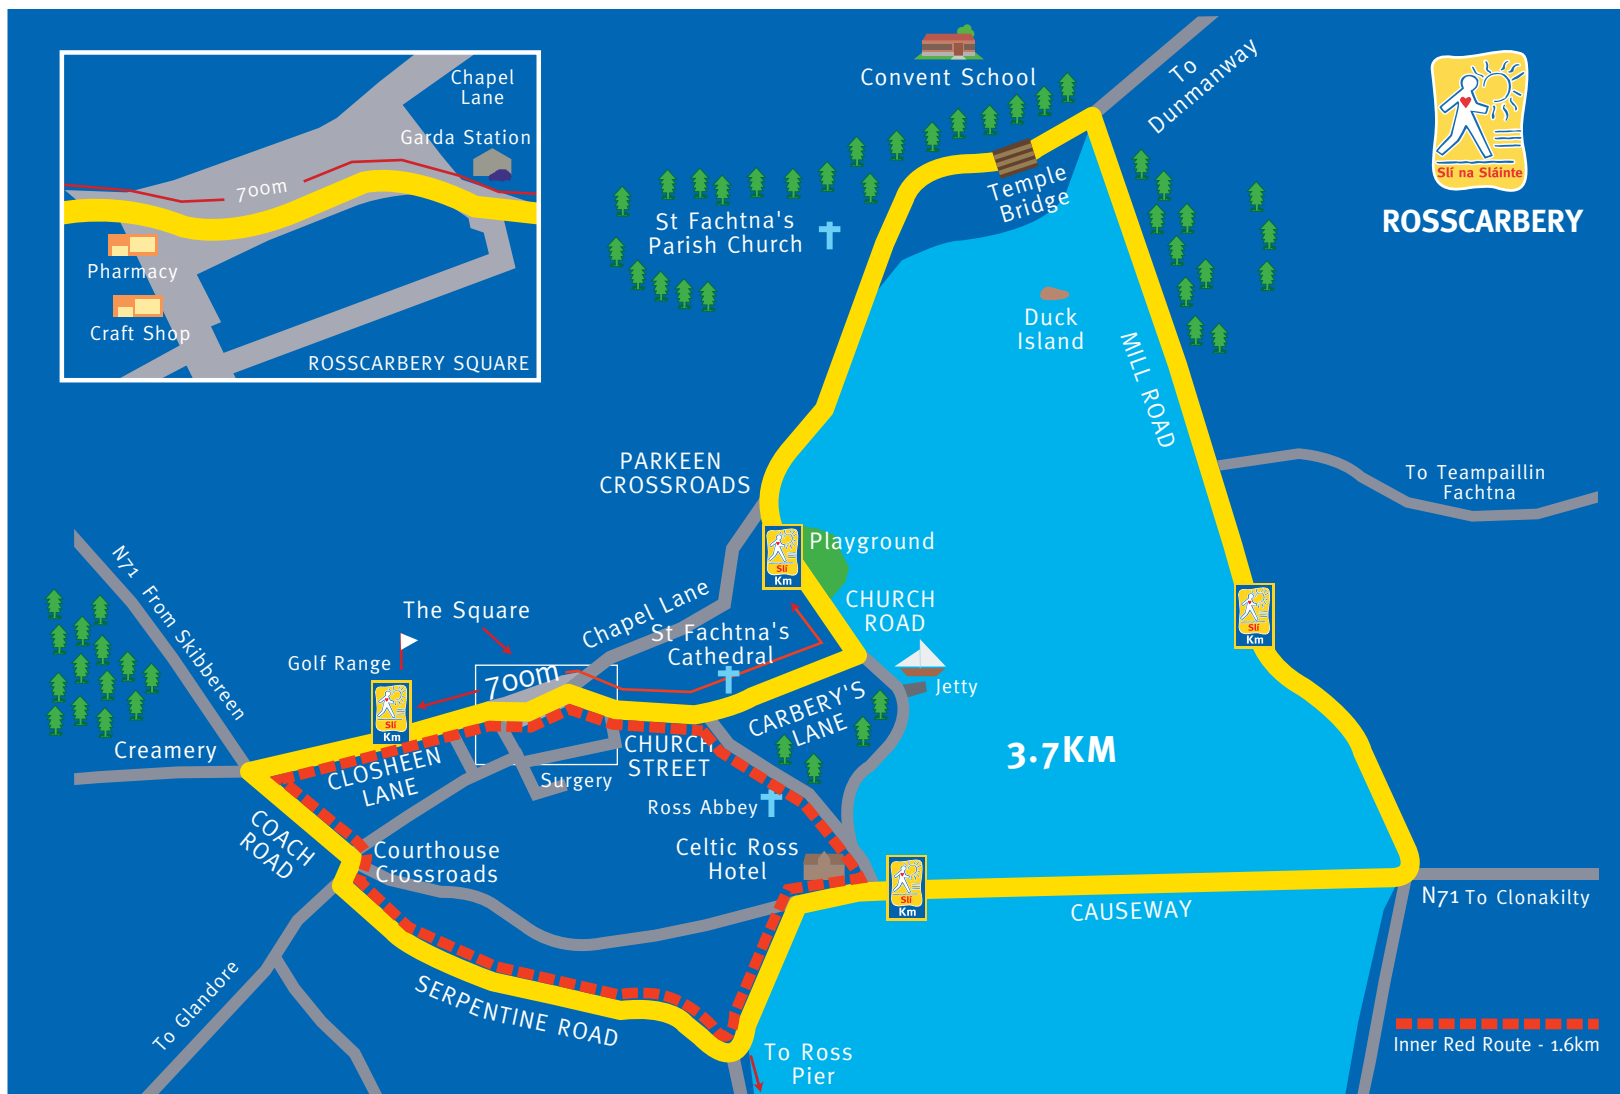 Chapel
Lane
Garda Station
700m
Pharmacy
Craft Shop
ROSSCARBERY SQUARE
Convent School
To
Dunmanway
Slí na Sláinte
ROSSCARBERY
Temple
Bridge
St Fachtna's
Parish Church
Duck
Island
MILL ROAD
PARKEEN
CROSSROADS
To Teampaillin
Fachtna
Playground
Slí
Km
CHURCH
ROAD
N71 From Skibbereen
The Square
Chapel Lane
St Fachtna's
Cathedral
Slí
Km
Golf Range
700m
Jetty
Slí
Km
CARBERY'S
LANE
Creamery
CLOSHEEN
LANE
CHURCH
STREET
Surgery
3.7KM
Ross Abbey
COACH
ROAD
Courthouse
Crossroads
Celtic Ross
Hotel
Slí
Km
CAUSEWAY
N71 To Clonakilty
To Glandore
SERPENTINE ROAD
To Ross
Pier
Inner Red Route - 1.6km